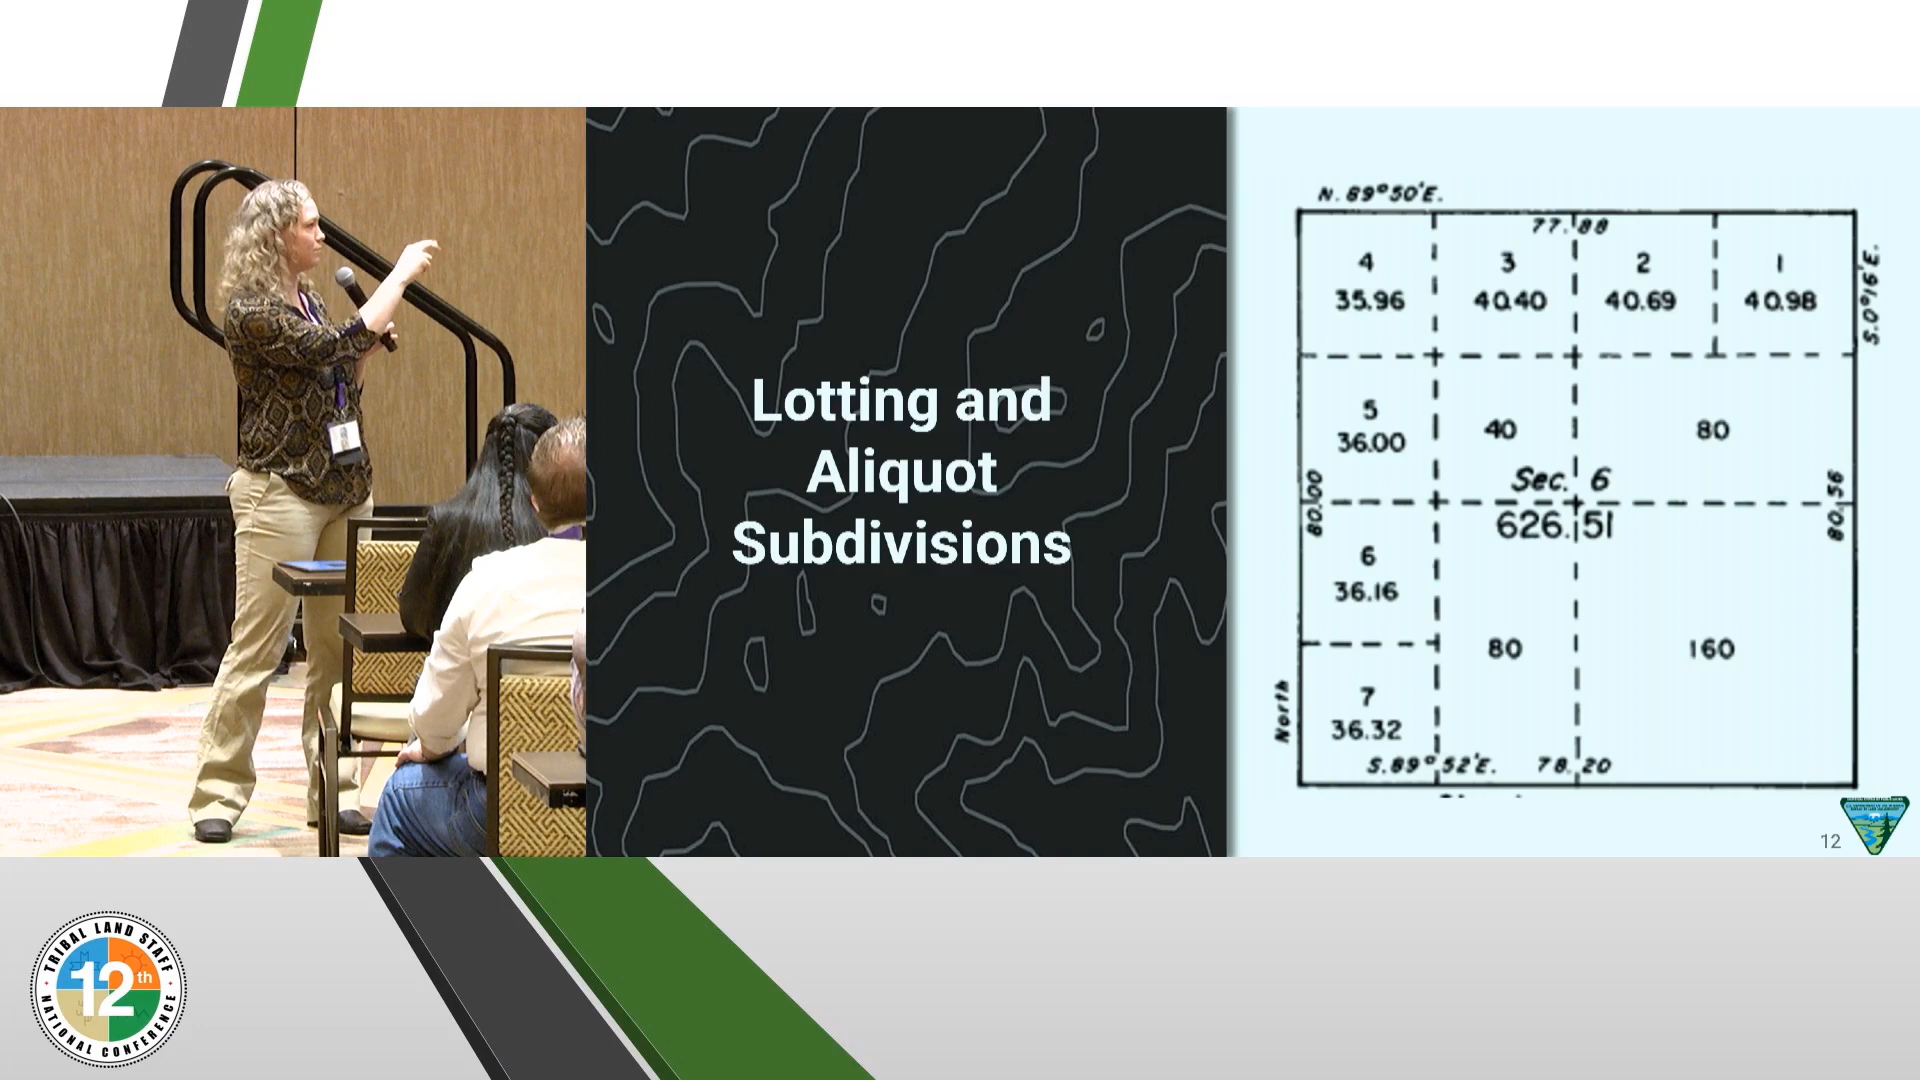 Lotting and
Aliquot
Subdivisions
N. 89°50'E.
77.88
4
35.96
3
40.40
2
40.69
1
40.98
S.0°16'E.
5
36.00
40
80
80.00
Sec. 6
626.51
80.56
6
36.16
80
160
North
7
36.32
S.89°52'E. 78.20
12
TRIBAL LAND STAFF
12th
NATIONAL CONFERENCE